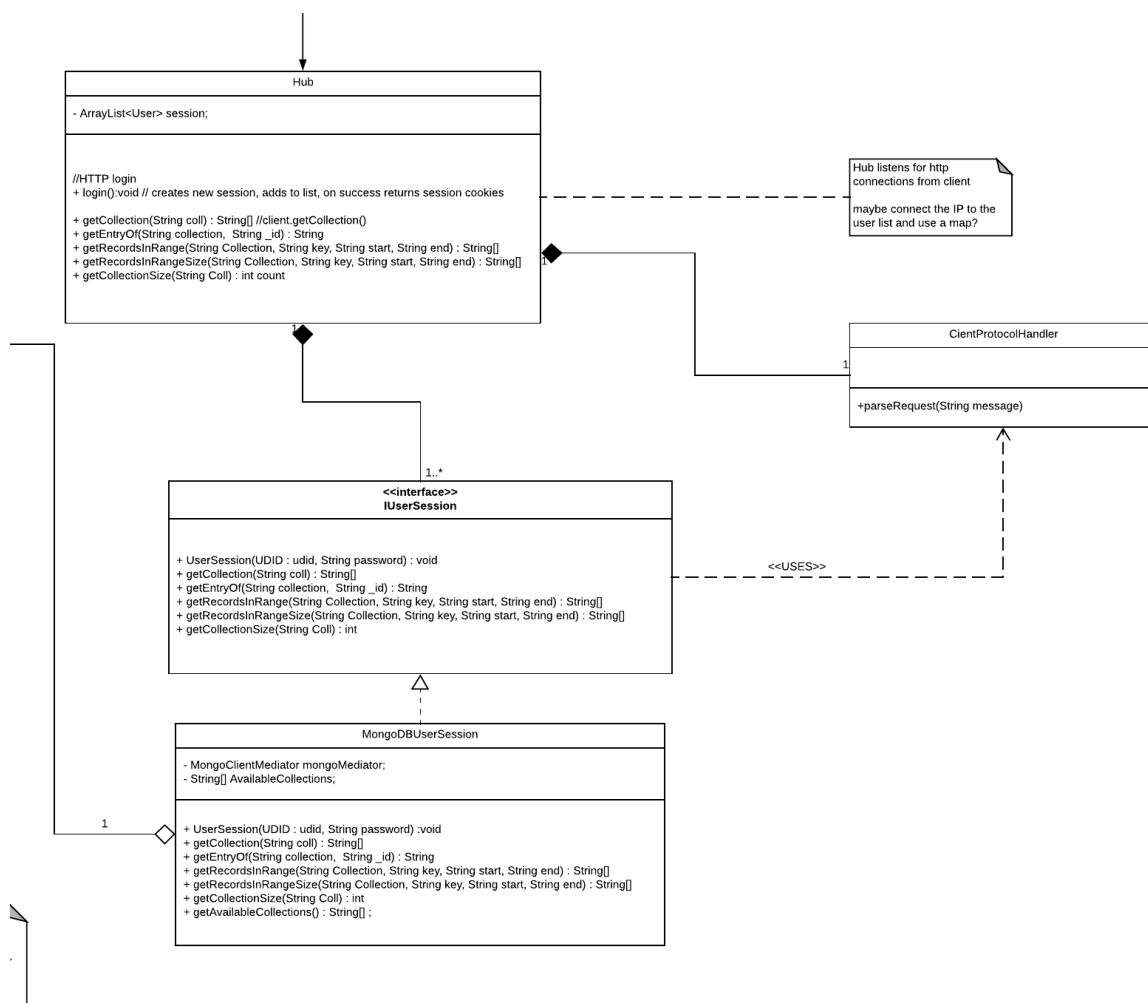 Hub
- ArrayList<User> session;
//HTTP login
+ login():void // creates new session, adds to list, on success returns session cookies
+ getCollection(String coll) : String[] //client.getCollection()
+ getEntryOf(String collection,  String _id) : String
+ getRecordsInRange(String Collection, String key, String start, String end) : String[]
+ getRecordsInRangeSize(String Collection, String key, String start, String end) : String[]
+ getCollectionSize(String Coll) : int count
Hub listens for http
connections from client
maybe connect the IP to the
user list and use a map?
1
1
CientProtocolHandler
1
+parseRequest(String message)
1..*
<<interface>>
IUserSession
+ UserSession(UDID : udid, String password) : void
+ getCollection(String coll) : String[]
+ getEntryOf(String collection,  String _id) : String
+ getRecordsInRange(String Collection, String key, String start, String end) : String[]
+ getRecordsInRangeSize(String Collection, String key, String start, String end) : String[]
+ getCollectionSize(String Coll) : int
<<USES>>
MongoDBUserSession
- MongoClientMediator mongoMediator;
- String[] AvailableCollections;
1
+ UserSession(UDID : udid, String password) :void
+ getCollection(String coll) : String[]
+ getEntryOf(String collection,  String _id) : String
+ getRecordsInRange(String Collection, String key, String start, String end) : String[]
+ getRecordsInRangeSize(String Collection, String key, String start, String end) : String[]
+ getCollectionSize(String Coll) : int
+ getAvailableCollections() : String[] ;